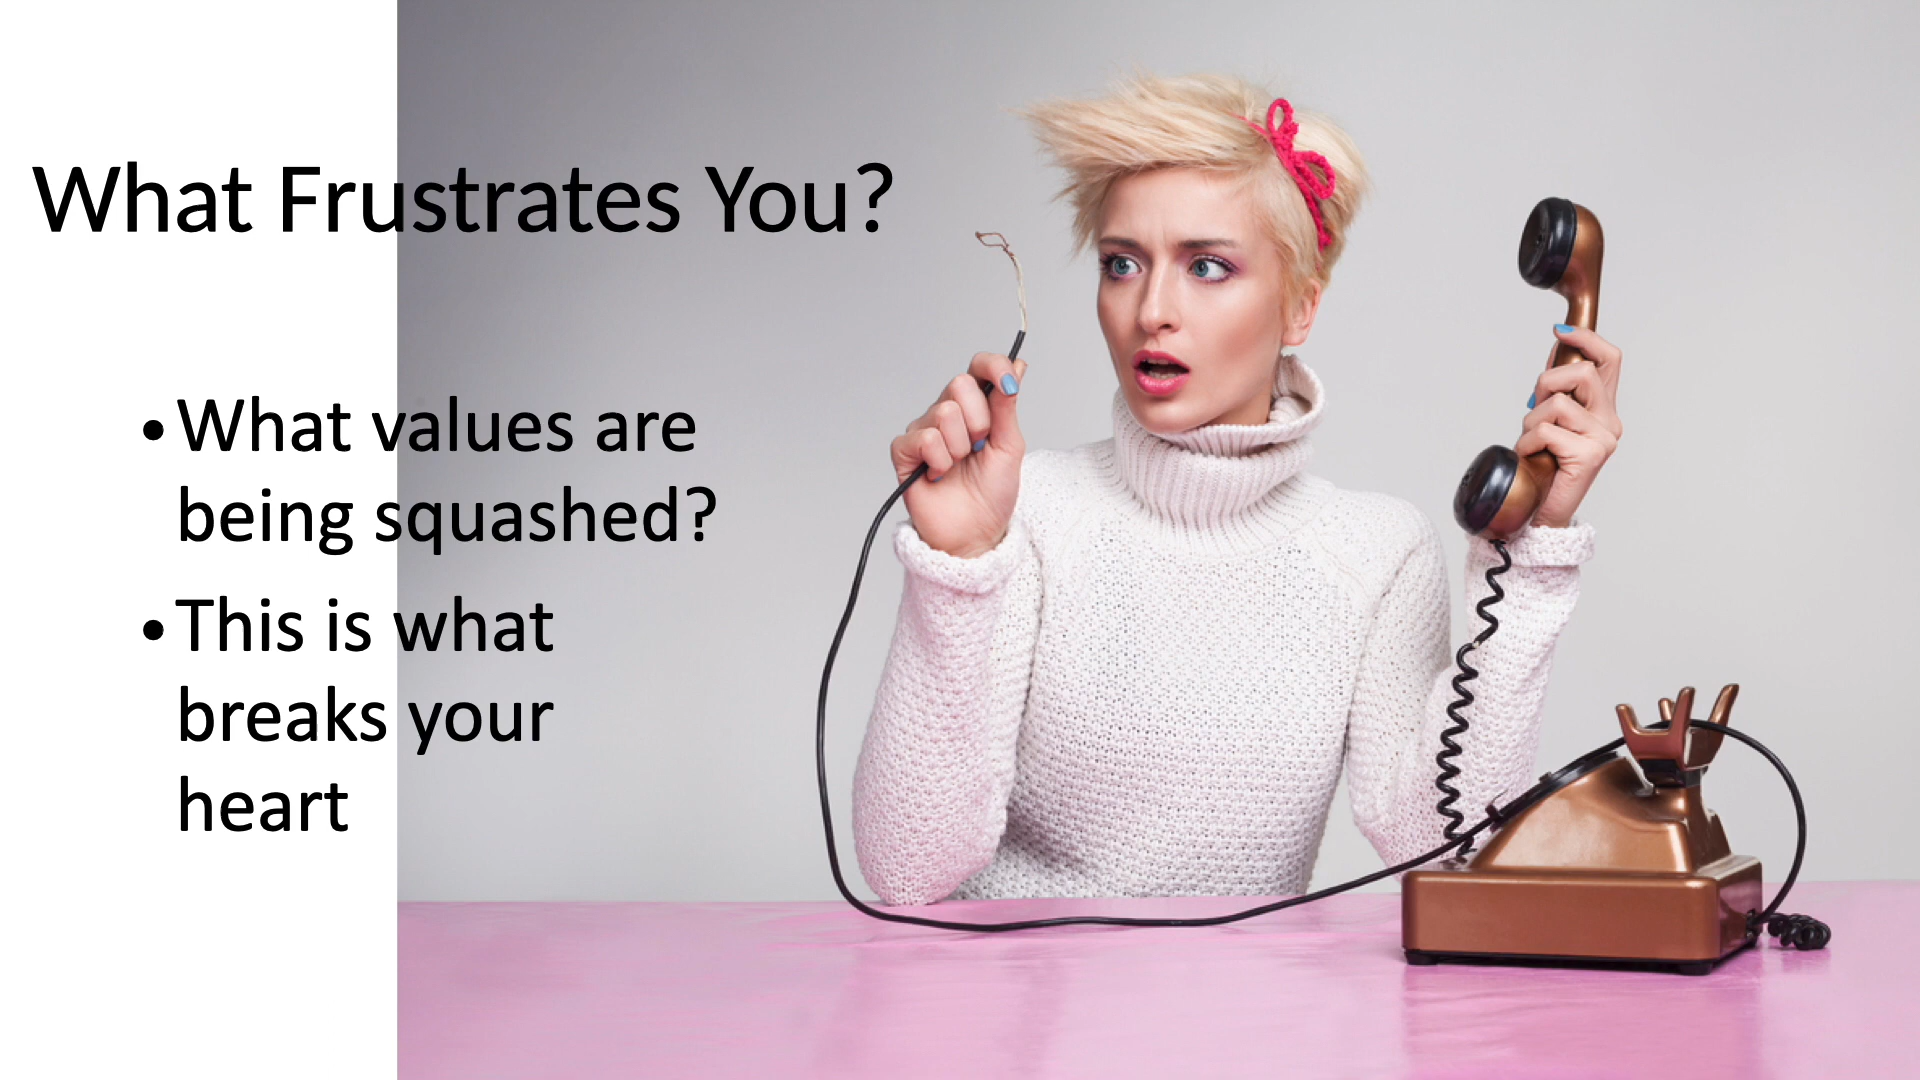 What Frustrates You?
• What values are
being squashed?
• This is what
breaks your
heart